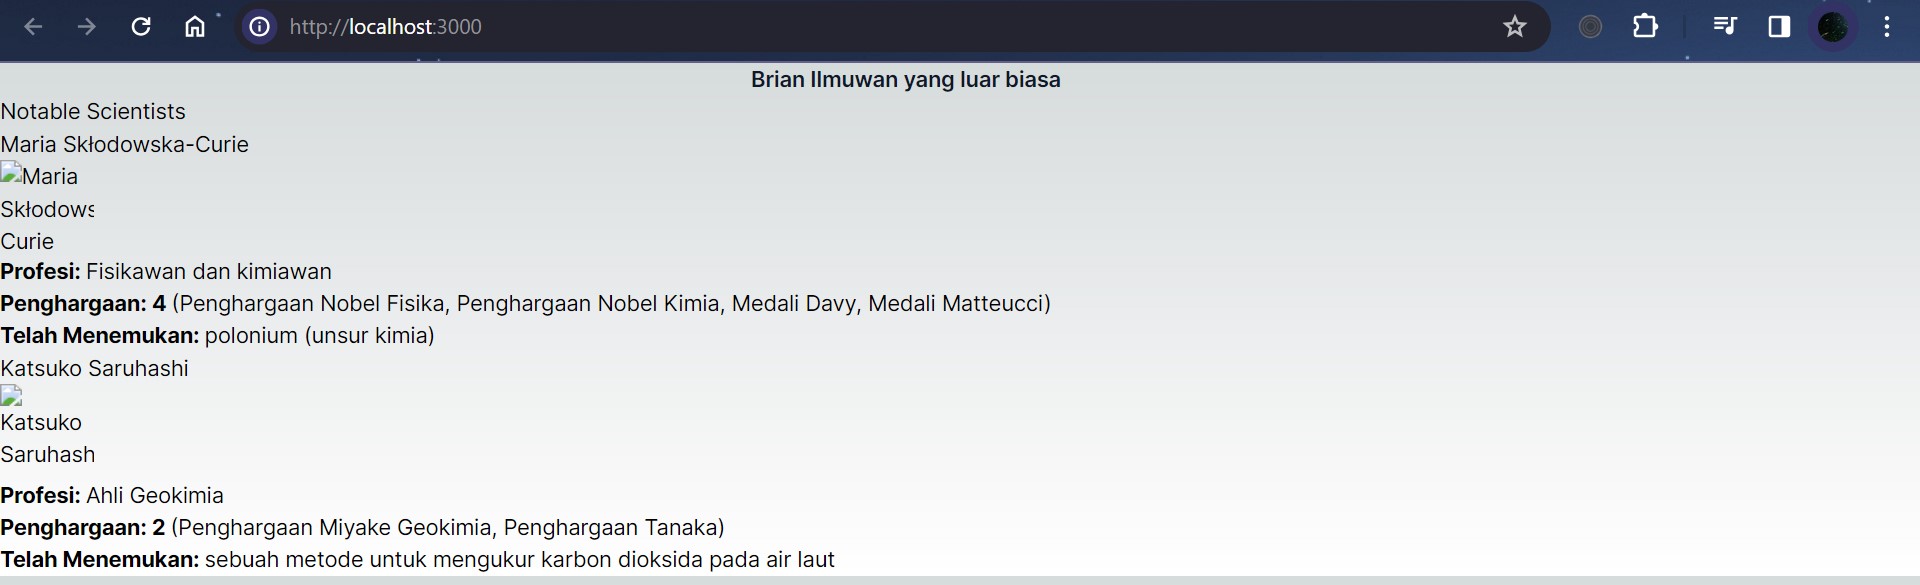 http://localhost:3000
Brian Ilmuwan yang luar biasa
Notable Scientists
Maria Skłodowska-Curie
Maria
Skłodows
Curie
Profesi: Fisikawan dan kimiawan
Penghargaan: 4 (Penghargaan Nobel Fisika, Penghargaan Nobel Kimia, Medali Davy, Medali Matteucci)
Telah Menemukan: polonium (unsur kimia)
Katsuko Saruhashi
Katsuko
Saruhash
Profesi: Ahli Geokimia
Penghargaan: 2 (Penghargaan Miyake Geokimia, Penghargaan Tanaka)
Telah Menemukan: sebuah metode untuk mengukur karbon dioksida pada air laut